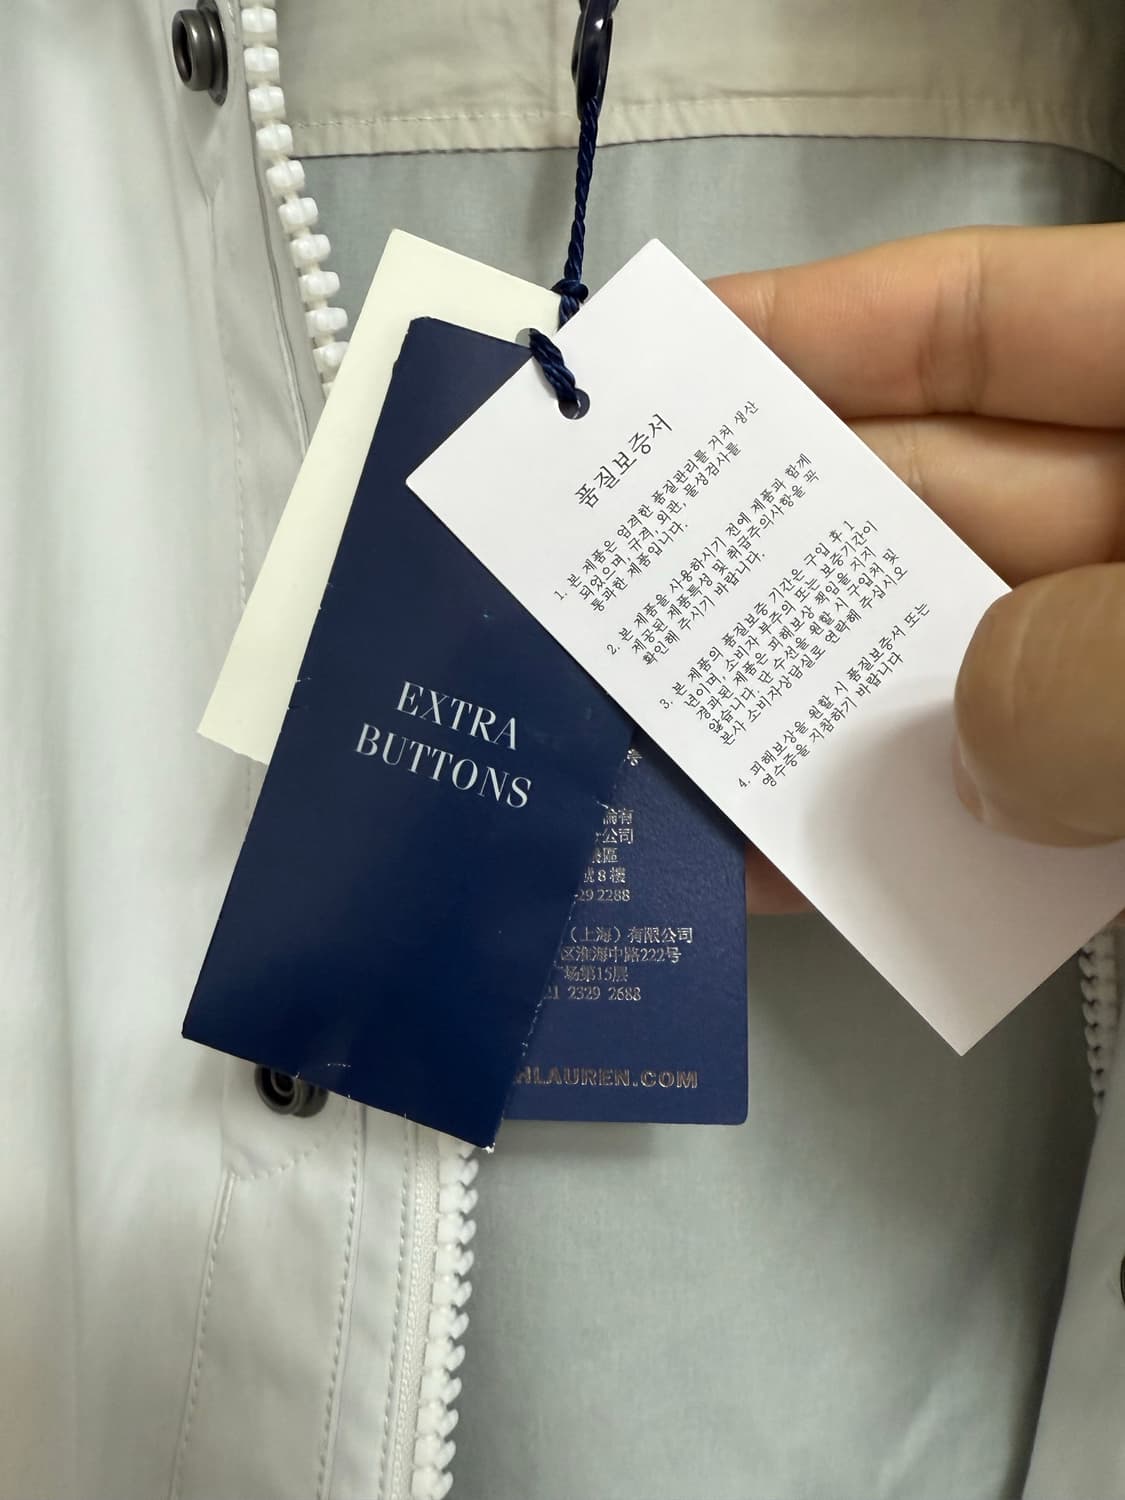 품질보증서
1. 본 제품은 엄격한 품질관리를 거쳐 생산
되었으며, 규격, 외관, 물성검사를
통과한 제품입니다.
2. 본 제품을 사용하시기 전에 제품과 함께
제공된 제품특성 및 취급주의사항을 꼭
확인해 주시기 바랍니다.
3. 본 제품의 품질보증 기간은 구입 후 1
년이며, 소비자 부주의 또는 보증기간이
경과된 제품은 피해보상 책임을 지지
않습니다. 단 수선을 원할 시 구입처 및
본사 소비자상담실로 연락해 주십시오
4. 피해보상을 원할 시 품질보증서 또는
영수증을 지참하기 바랍니다
EXTRA
BUTTONS
有
公司
區
8 樓
29 2288
（上海）有限公司
区淮海中路222号
广场第15层
21 2329 2688
HLAUREN.COM